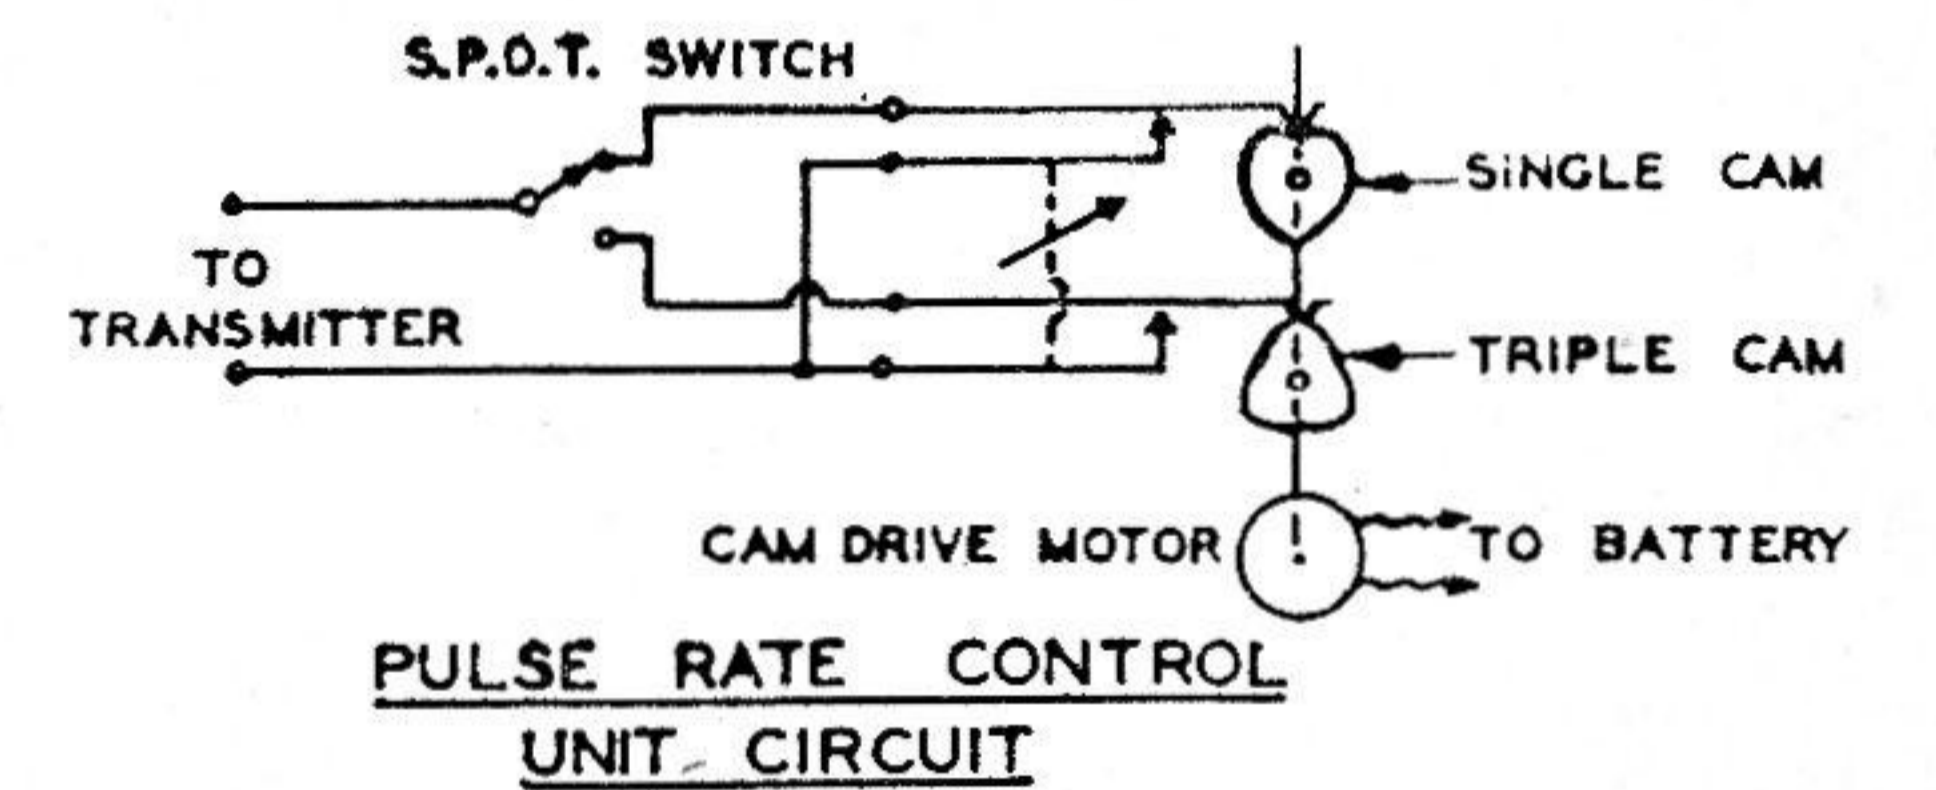 S.P.D.T. SWITCH
SINGLE CAM
TO
TRANSMITTER
TRIPLE CAM
CAM DRIVE MOTOR
TO BATTERY
PULSE RATE CONTROL
UNIT CIRCUIT